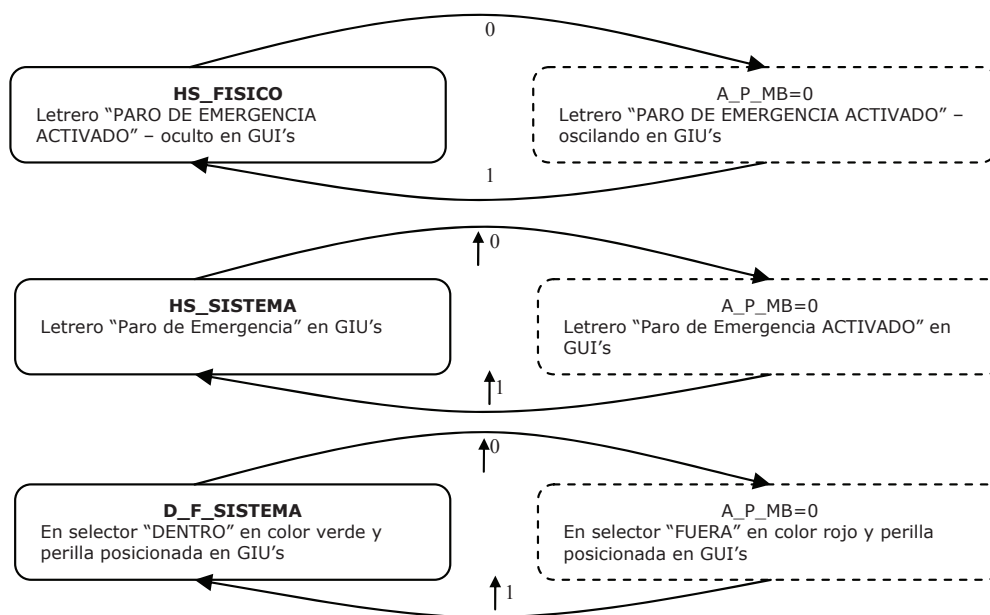 0
HS_FISICO
Letrero “PARO DE EMERGENCIA
ACTIVADO” – oculto en GUI’s
A_P_MB=0
Letrero “PARO DE EMERGENCIA ACTIVADO” –
oscilando en GIU’s
1
0
HS_SISTEMA
Letrero “Paro de Emergencia” en GIU’s
A_P_MB=0
Letrero “Paro de Emergencia ACTIVADO” en
GUI’s
1
0
D_F_SISTEMA
En selector “DENTRO” en color verde y
perilla posicionada en GIU’s
A_P_MB=0
En selector “FUERA” en color rojo y perilla
posicionada en GUI’s
1